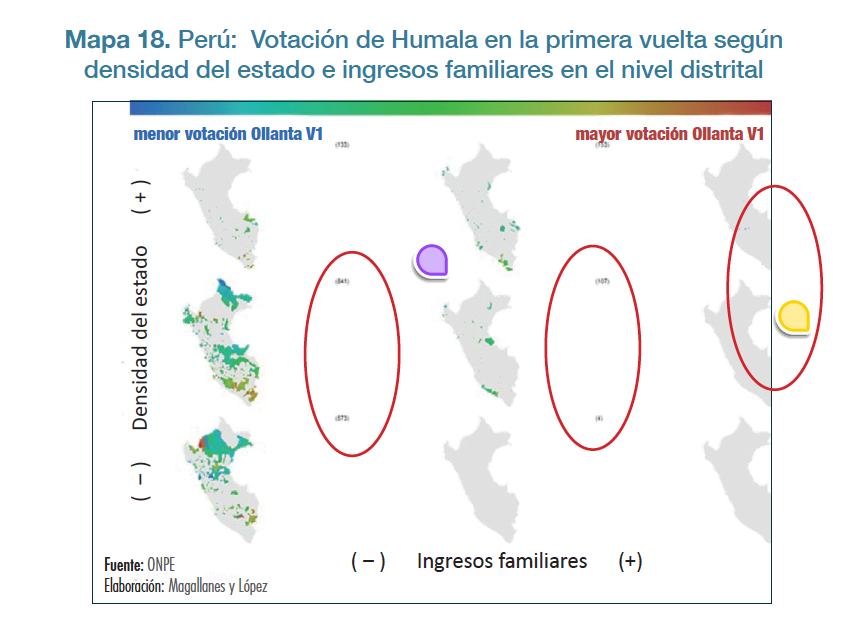 Mapa 18. Perú: Votación de Humala en la primera vuelta según
densidad del estado e ingresos familiares en el nivel distrital
menor votación Ollanta V1
mayor votación Ollanta V1
(133)
(+)
Densidad del estado
(841)
(107)
(573)
(4)
( – )
( – ) Ingresos familiares (+)
Fuente: ONPE
Elaboración: Magallanes y López